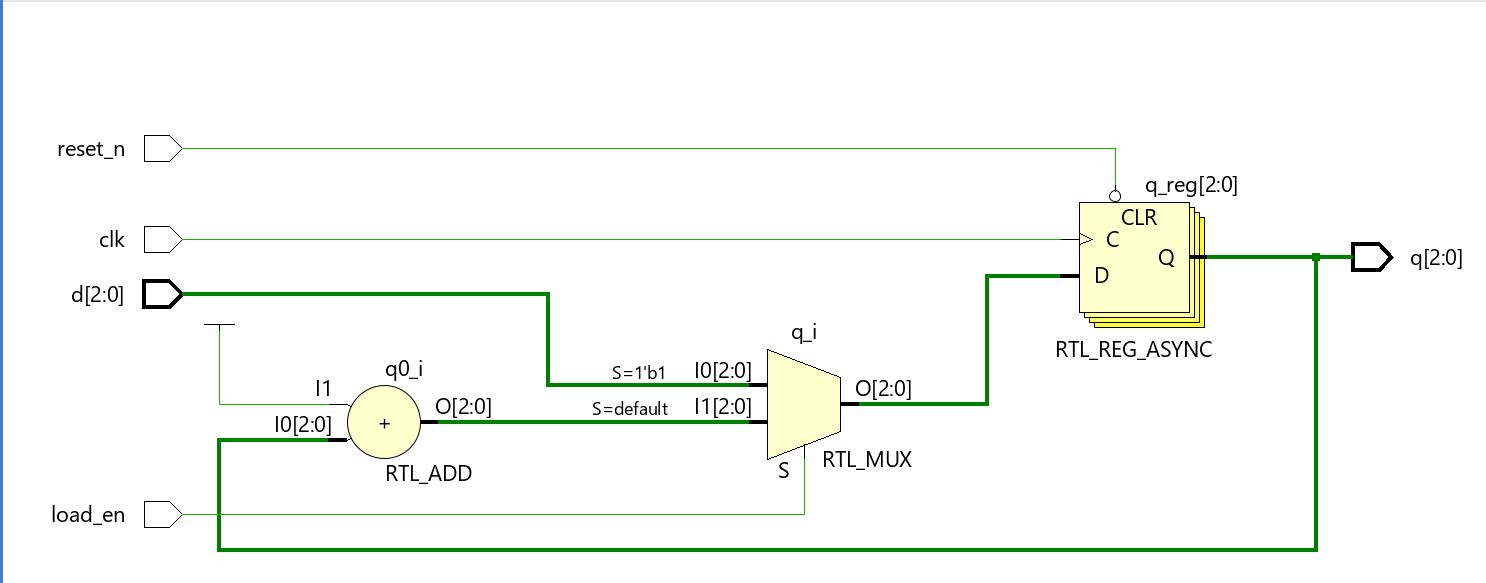 reset_n
q_reg[2:0]
CLR
clk
C
Q
q[2:0]
D
d[2:0]
q_i
RTL_REG_ASYNC
q0_i
S=1'b1
I0[2:0]
I1
O[2:0]
O[2:0]
S=default
I1[2:0]
I0[2:0]
+
RTL_MUX
S
RTL_ADD
load_en